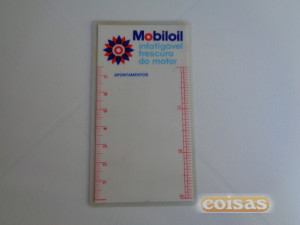 Mobiloil
infatigável
frescura
do motor
APONTAMENTOS
coisas